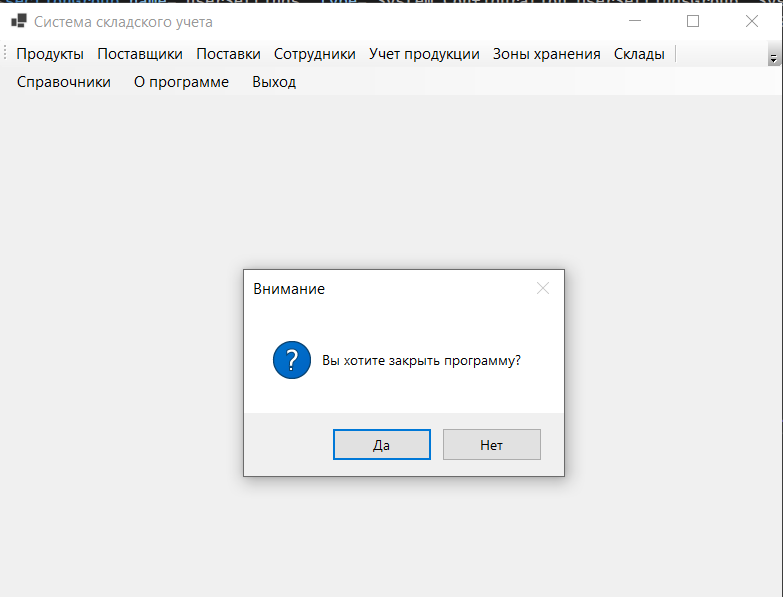 Система складского учета
Продукты Поставщики Поставки Сотрудники Учет продукции Зоны хранения Склады
Справочники О программе Выход
Внимание
?
Вы хотите закрыть программу?
Да Нет